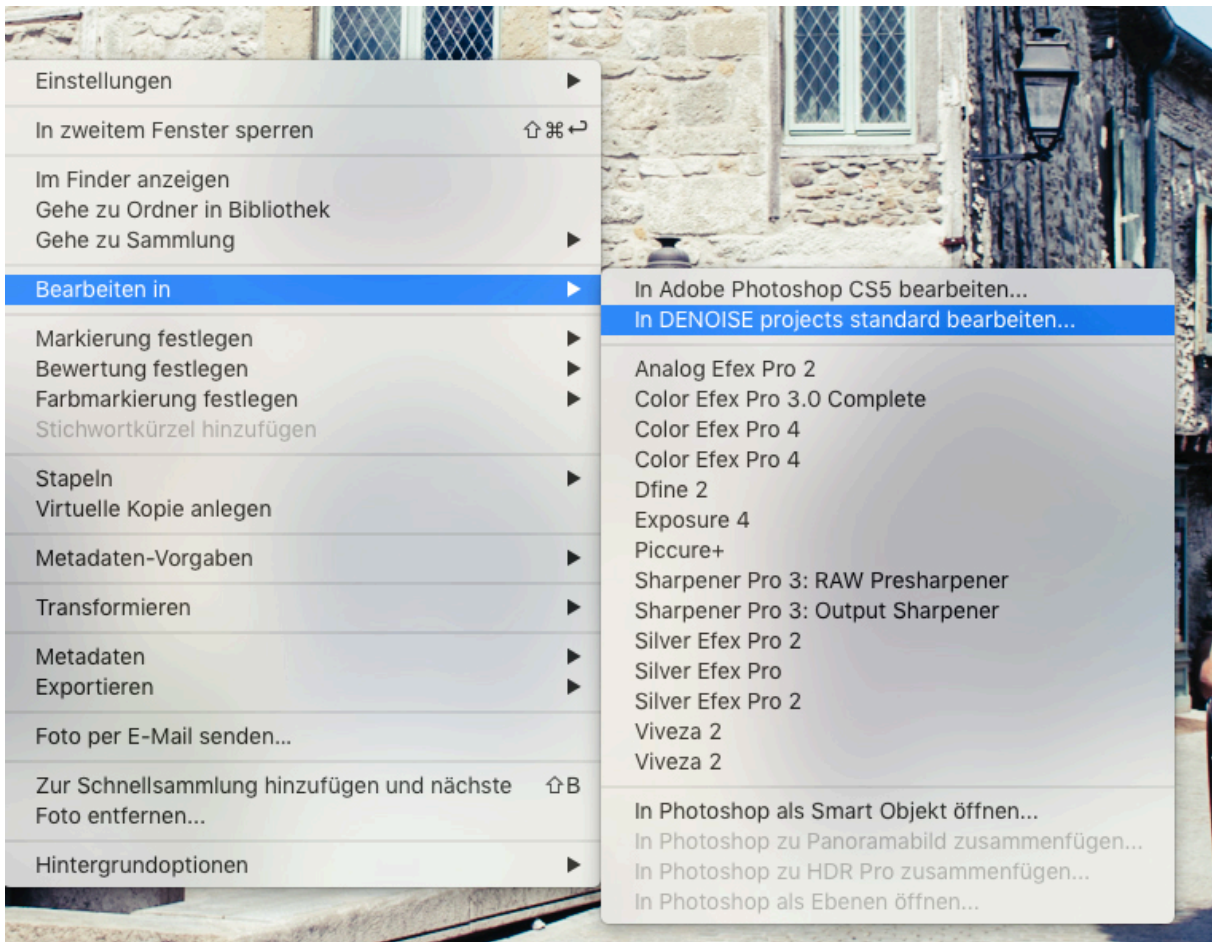 Einstellungen ▶
In zweitem Fenster sperren ⇧⌘↩
Im Finder anzeigen
Gehe zu Ordner in Bibliothek
Gehe zu Sammlung ▶
Bearbeiten in ▶
Markierung festlegen ▶
Bewertung festlegen ▶
Farbmarkierung festlegen ▶
Stichwortkürzel hinzufügen
Stapeln ▶
Virtuelle Kopie anlegen
Metadaten-Vorgaben ▶
Transformieren ▶
Metadaten ▶
Exportieren ▶
Foto per E-Mail senden...
Zur Schnellsammlung hinzufügen und nächste ⇧B
Foto entfernen...
Hintergrundoptionen ▶
In Adobe Photoshop CS5 bearbeiten...
In DENOISE projects standard bearbeiten...
Analog Efex Pro 2
Color Efex Pro 3.0 Complete
Color Efex Pro 4
Color Efex Pro 4
Dfine 2
Exposure 4
Piccure+
Sharpener Pro 3: RAW Presharpener
Sharpener Pro 3: Output Sharpener
Silver Efex Pro 2
Silver Efex Pro
Silver Efex Pro 2
Viveza 2
Viveza 2
In Photoshop als Smart Objekt öffnen...
In Photoshop zu Panoramabild zusammenfügen...
In Photoshop zu HDR Pro zusammenfügen...
In Photoshop als Ebenen öffnen...